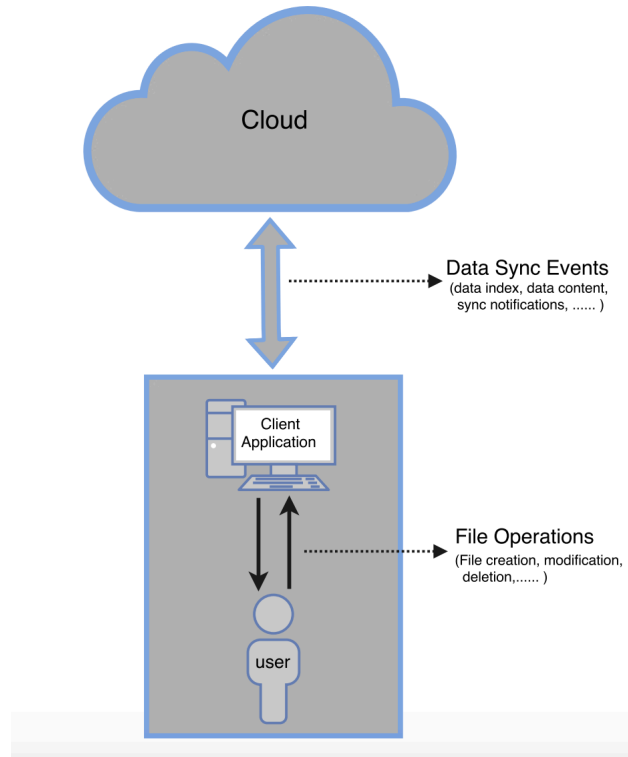 Cloud
Data Sync Events
(data index, data content,
sync notifications, ...... )
Client
Application
File Operations
(File creation, modification,
deletion,...... )
user